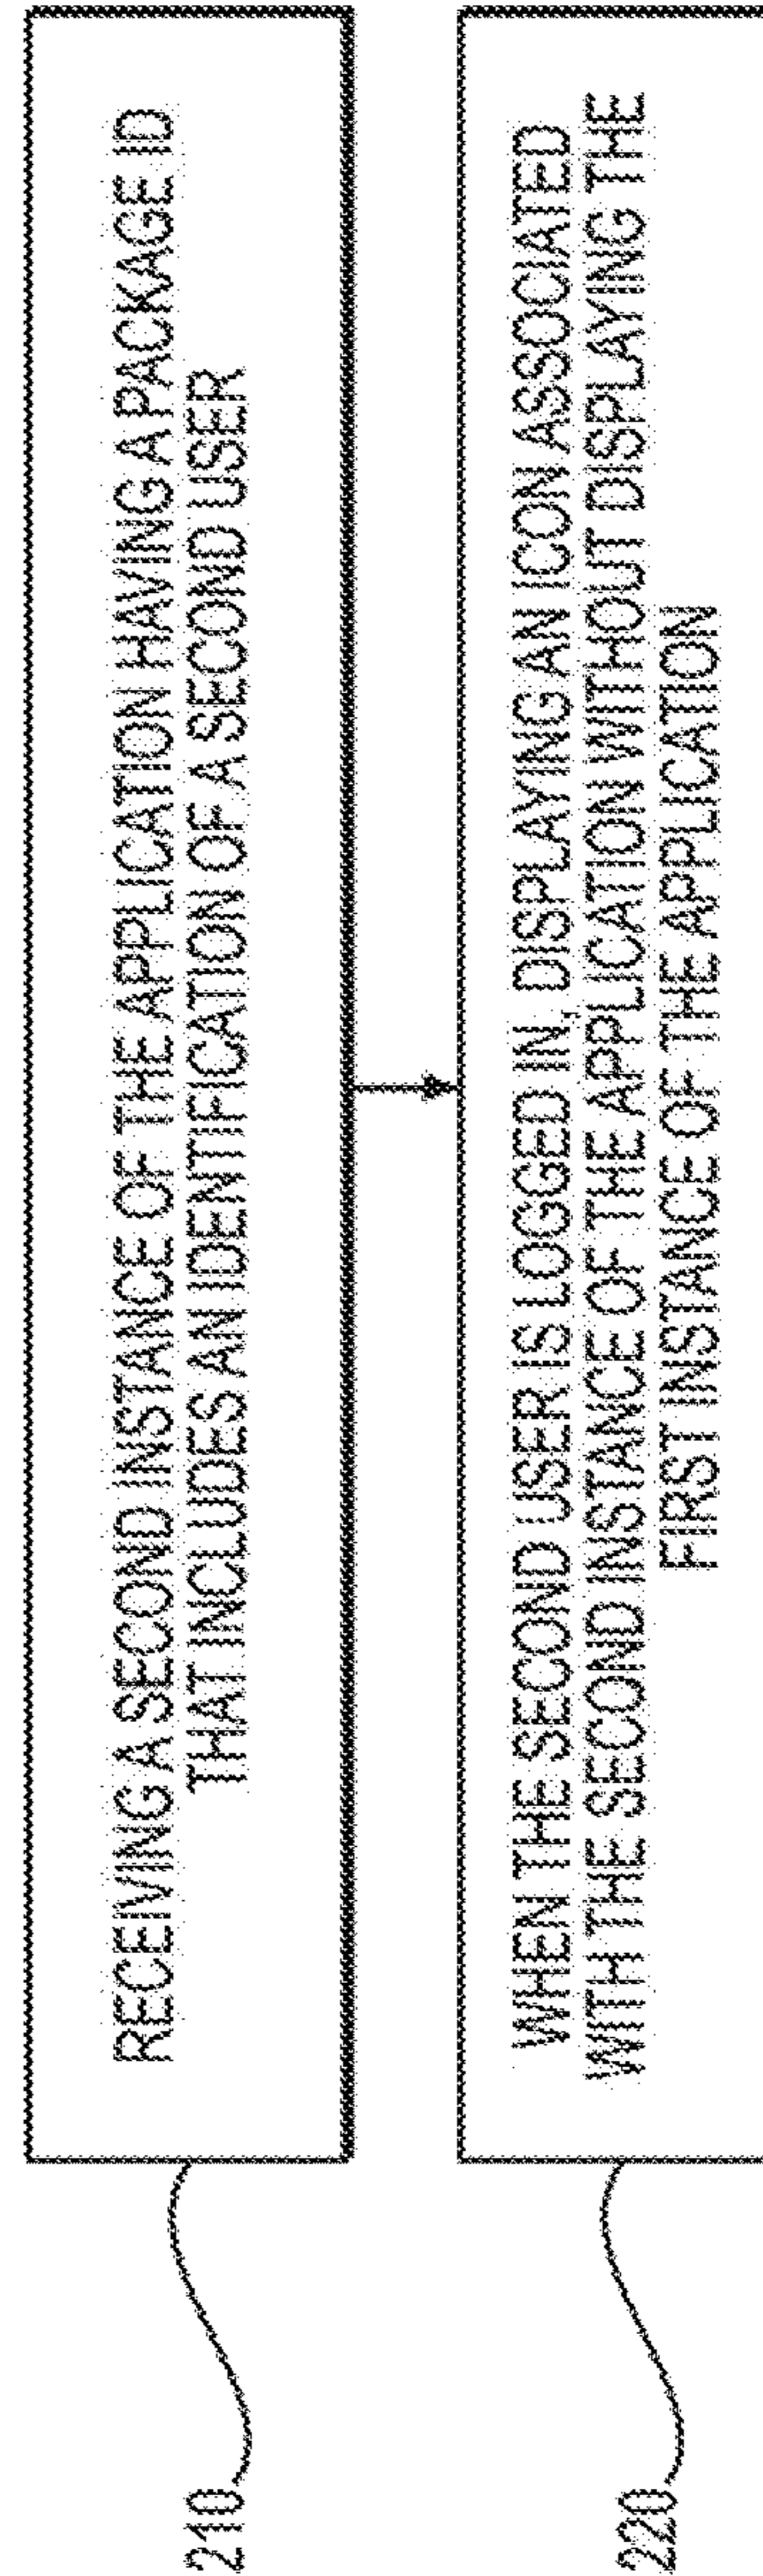 RECEIVING A SECOND INSTANCE OF THE APPLICATION HAVING A PACKAGE ID
THAT INCLUDES AN IDENTIFICATION OF A SECOND USER
210
WHEN THE SECOND USER IS LOGGED IN, DISPLAYING AN ICON ASSOCIATED
WITH THE SECOND INSTANCE OF THE APPLICATION WITHOUT DISPLAYING THE
FIRST INSTANCE OF THE APPLICATION
220